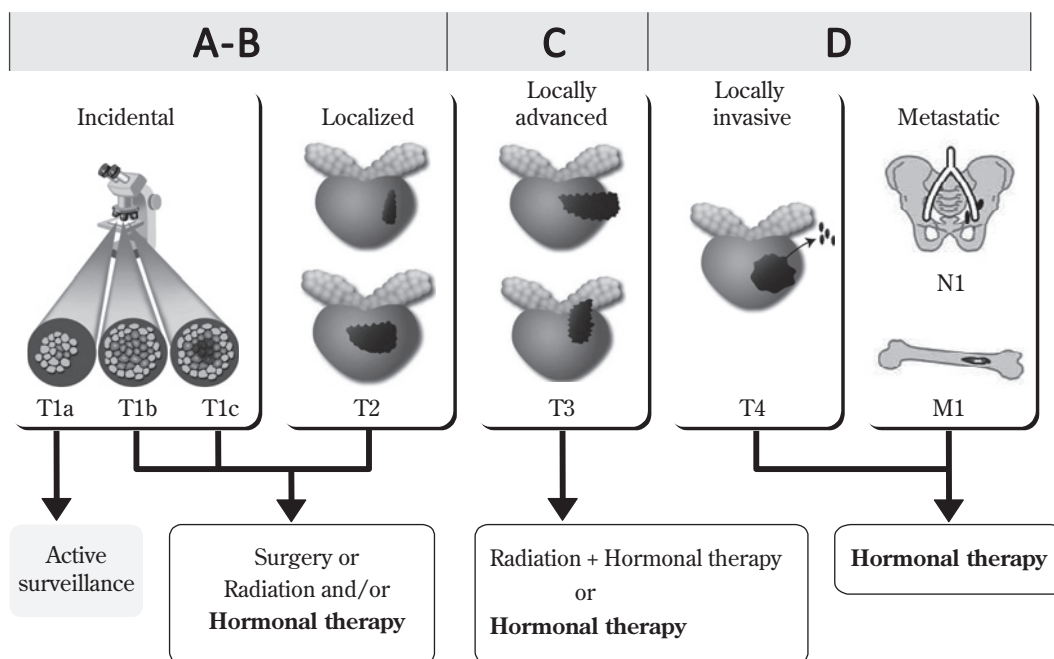 A-B
C
D
Incidental
Localized
Locally
advanced
Locally
invasive
Metastatic
N1
T1a
T1b
T1c
T2
T3
T4
M1
Active
surveillance
Surgery or
Radiation and/or
Hormonal therapy
Radiation + Hormonal therapy
or
Hormonal therapy
Hormonal therapy